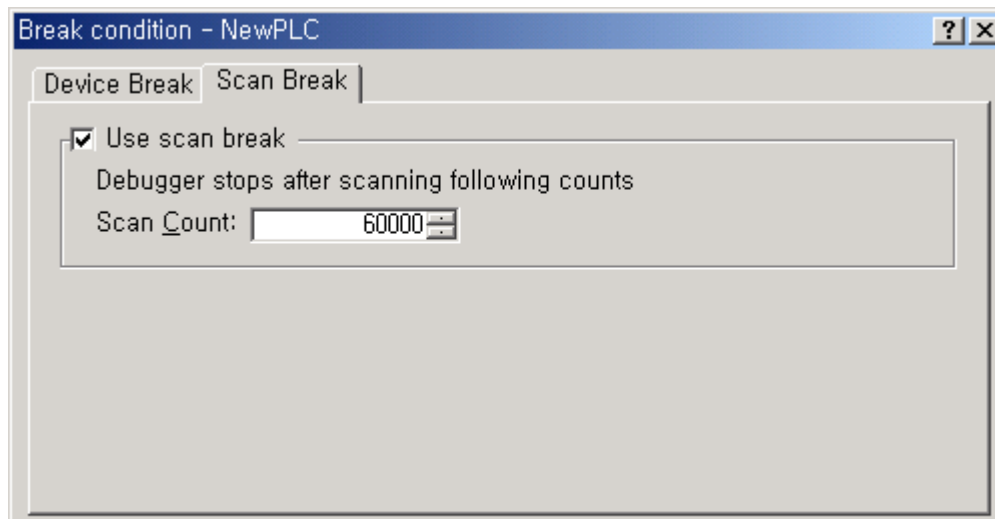 Break condition - NewPLC
Device Break Scan Break
Use scan break
Debugger stops after scanning following counts
Scan Count: 60000